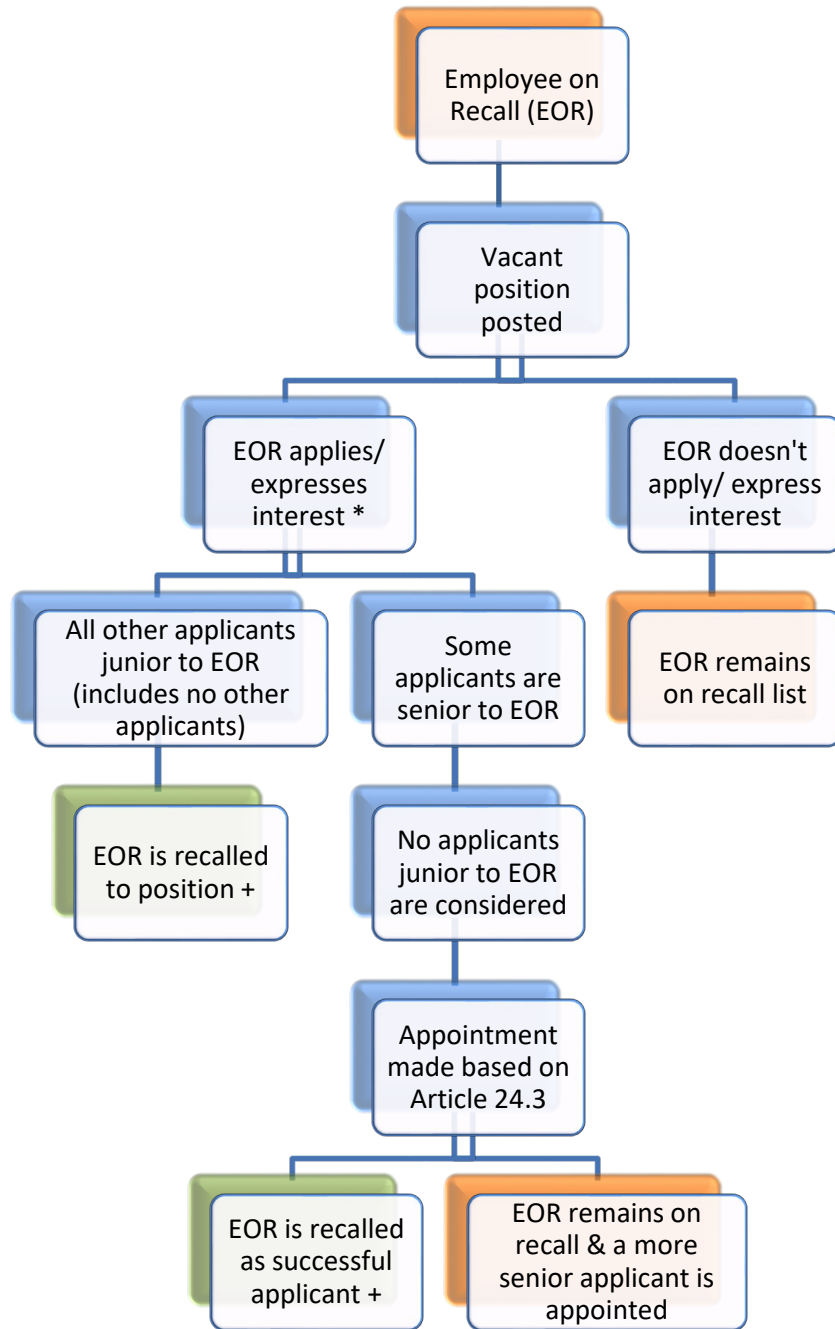 Employee on
Recall (EOR)
Vacant
position
posted
EOR applies/
expresses
interest *
EOR doesn't
apply/ express
interest
All other applicants
junior to EOR
(includes no other
applicants)
Some
applicants are
senior to EOR
EOR remains
on recall list
EOR is recalled
to position +
No applicants
junior to EOR
are considered
Appointment
made based on
Article 24.3
EOR is recalled
as successful
applicant +
EOR remains on
recall & a more
senior applicant is
appointed